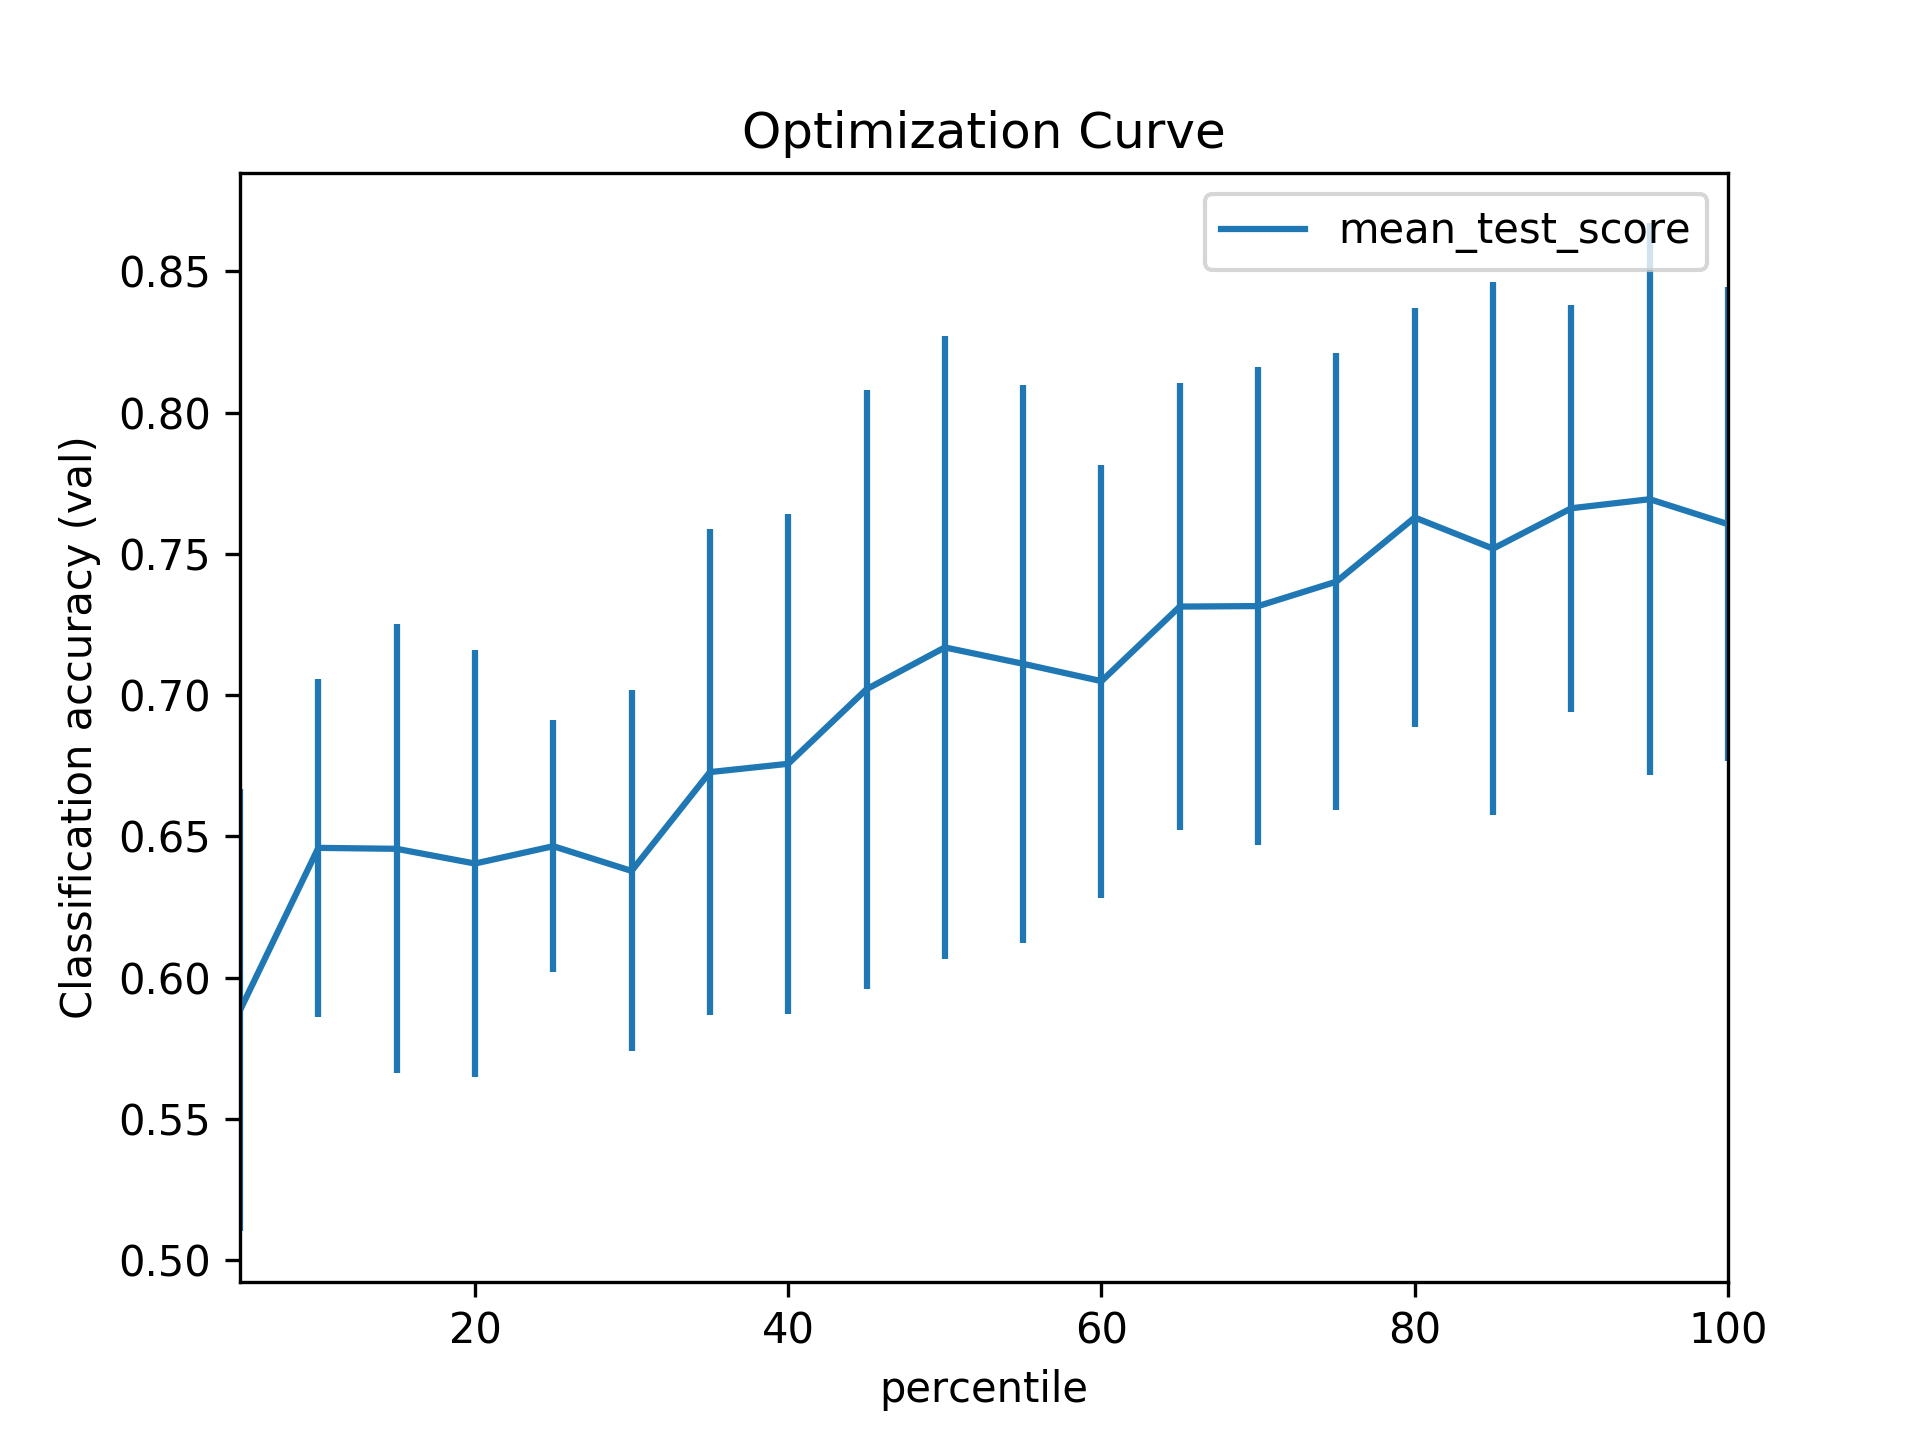 Optimization Curve
mean_test_score
Classification accuracy (val)
0.85
0.80
0.75
0.70
0.65
0.60
0.55
0.50
20 40 60 80 100
percentile